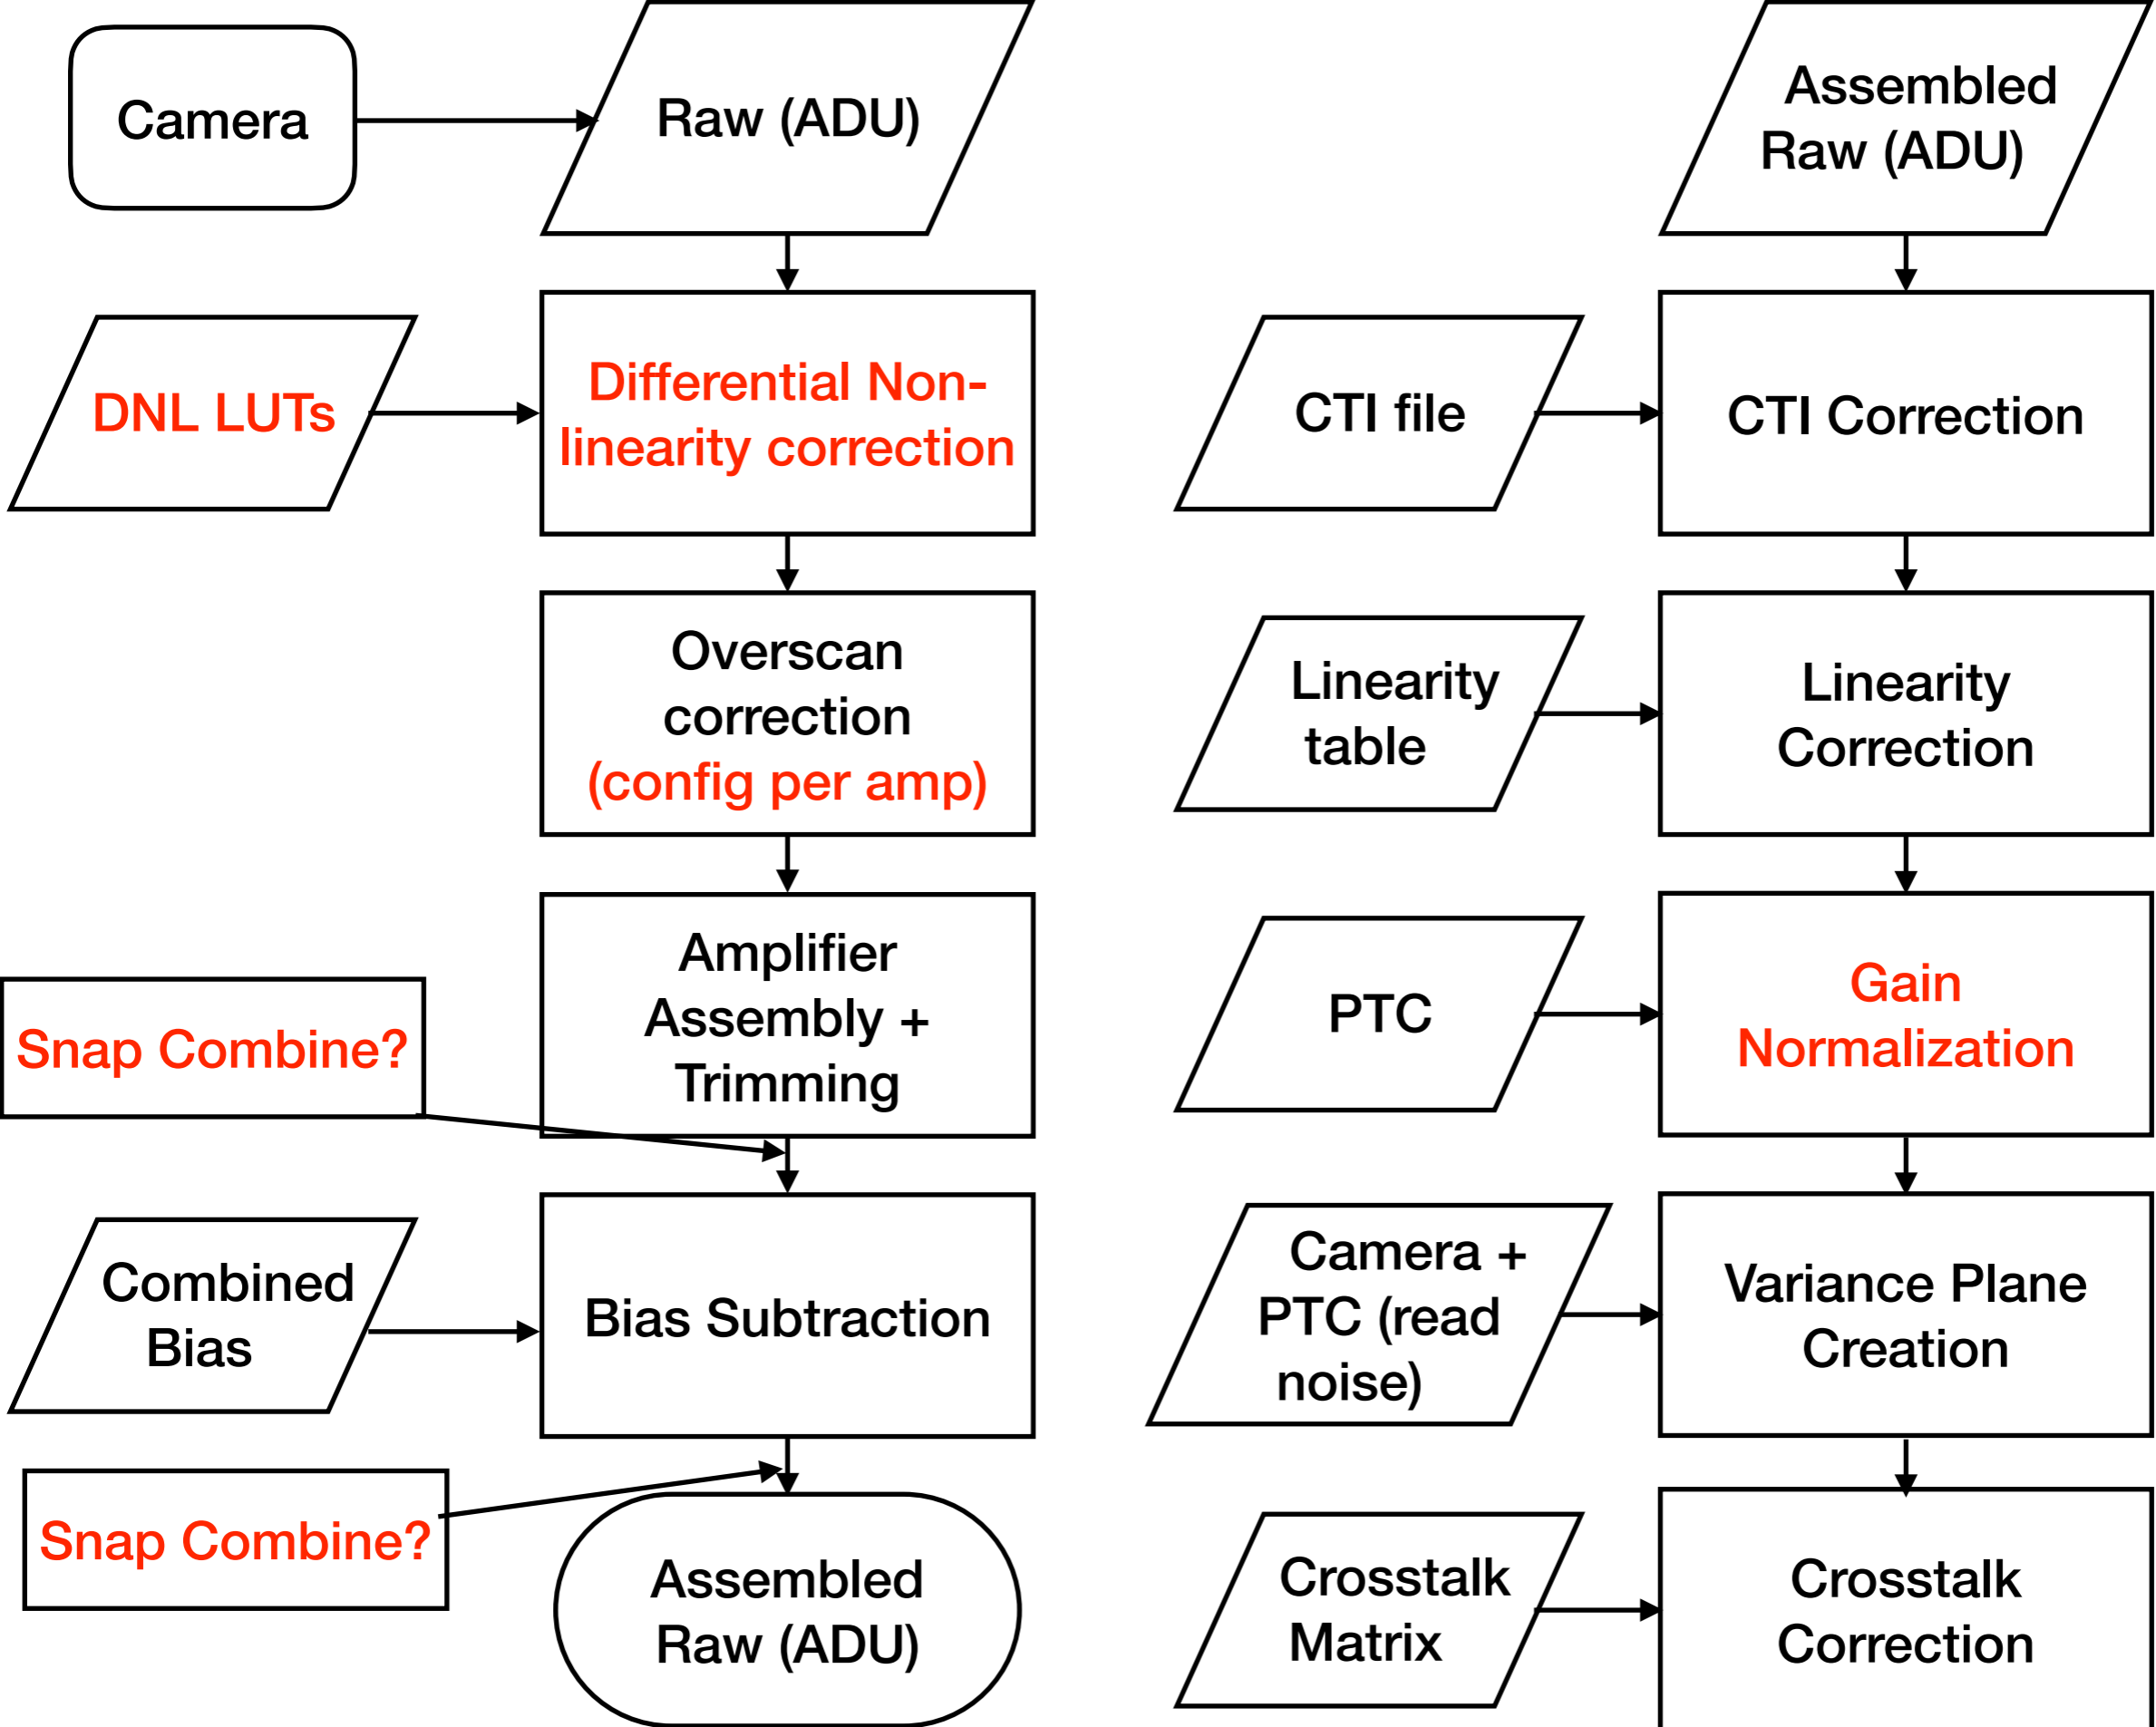 Camera
Raw (ADU)
DNL LUTs
Differential Non-
linearity correction
Overscan
correction
(config per amp)
Amplifier
Assembly +
Trimming
Snap Combine?
Combined
Bias
Bias Subtraction
Snap Combine?
Assembled
Raw (ADU)
Assembled
Raw (ADU)
CTI file
CTI Correction
Linearity
table
Linearity
Correction
PTC
Gain
Normalization
Camera +
PTC (read
noise)
Variance Plane
Creation
Crosstalk
Matrix
Crosstalk
Correction